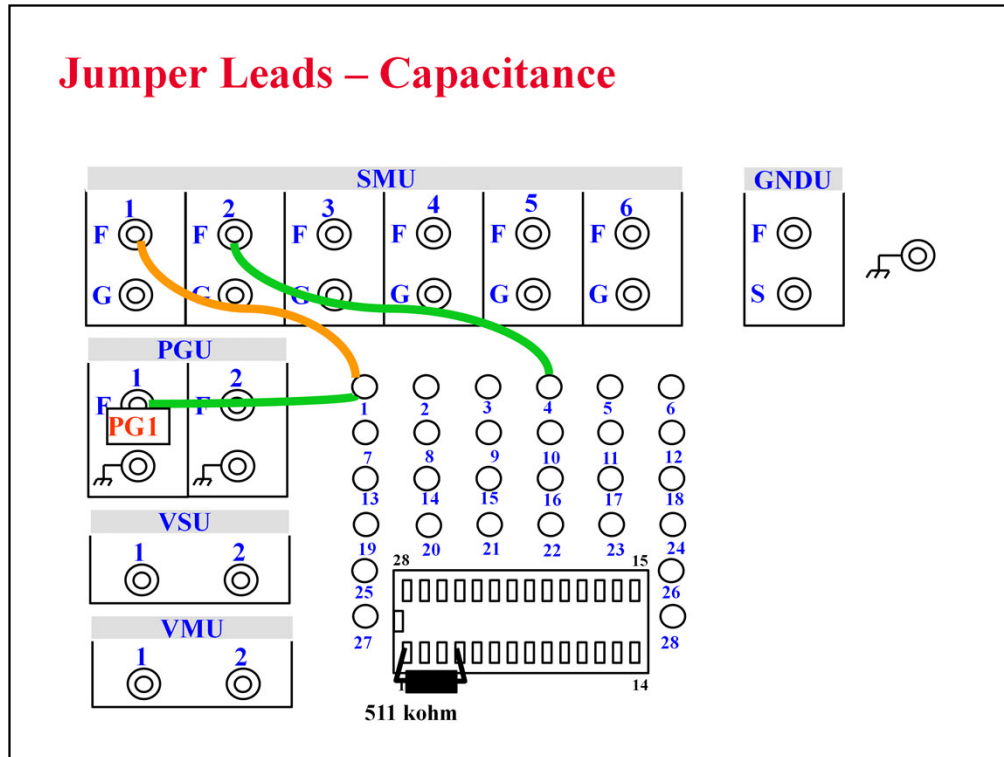 Jumper Leads – Capacitance
SMU
GNDU
1 2 3 4 5 6
F F F F F F F
G G G G G G S
PGU
1 2
F F
PG1
1 2 3 4 5 6
7 8 9 10 11 12
13 14 15 16 17 18
VSU
1 2
19 20 21 22 23 24
28 15
25 26
VMU
27 28
1 2
1 14
511 kohm